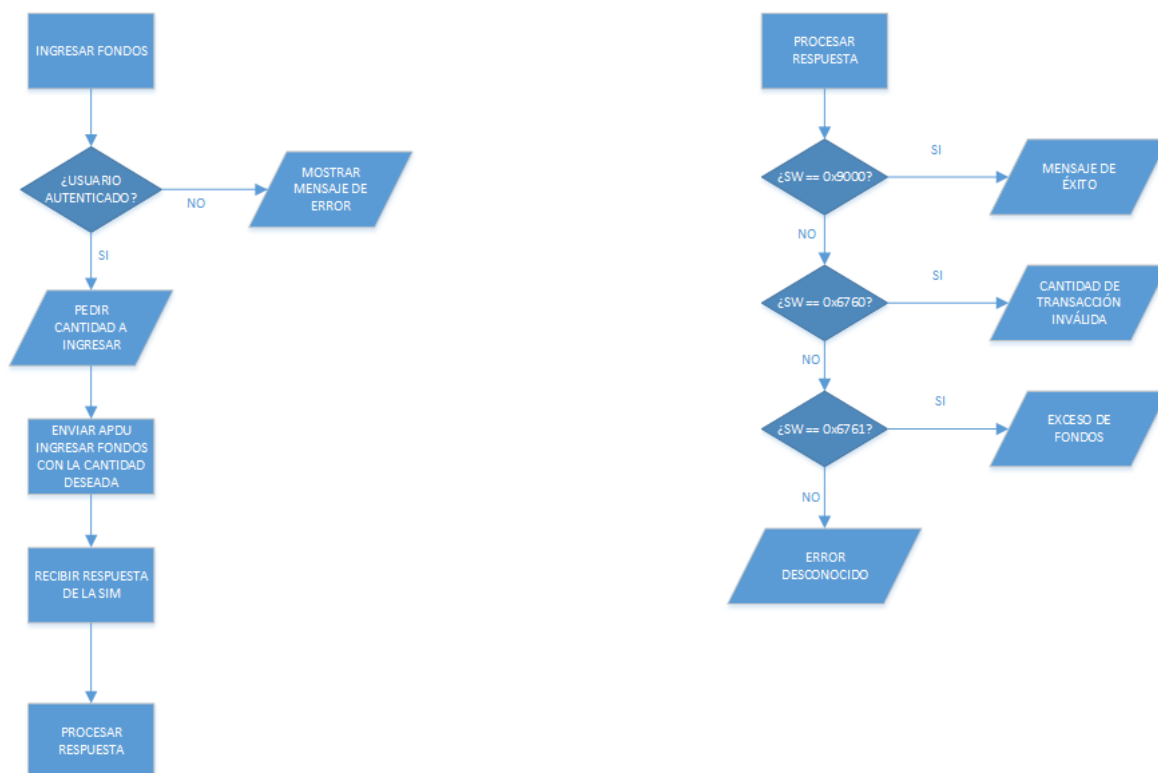 INGRESAR FONDOS
¿USUARIO
AUTENTICADO?
NO
MOSTRAR
MENSAJE DE
ERROR
SI
PEDIR
CANTIDAD A
INGRESAR
ENVIAR APDU
INGRESAR FONDOS
CON LA CANTIDAD
DESEADA
RECIBIR RESPUESTA
DE LA SIM
PROCESAR
RESPUESTA
PROCESAR
RESPUESTA
¿SW == 0x9000?
SI
MENSAJE DE
ÉXITO
NO
¿SW == 0x6760?
SI
CANTIDAD DE
TRANSACCIÓN
INVÁLIDA
NO
¿SW == 0x6761?
SI
EXCESO DE
FONDOS
NO
ERROR
DESCONOCIDO